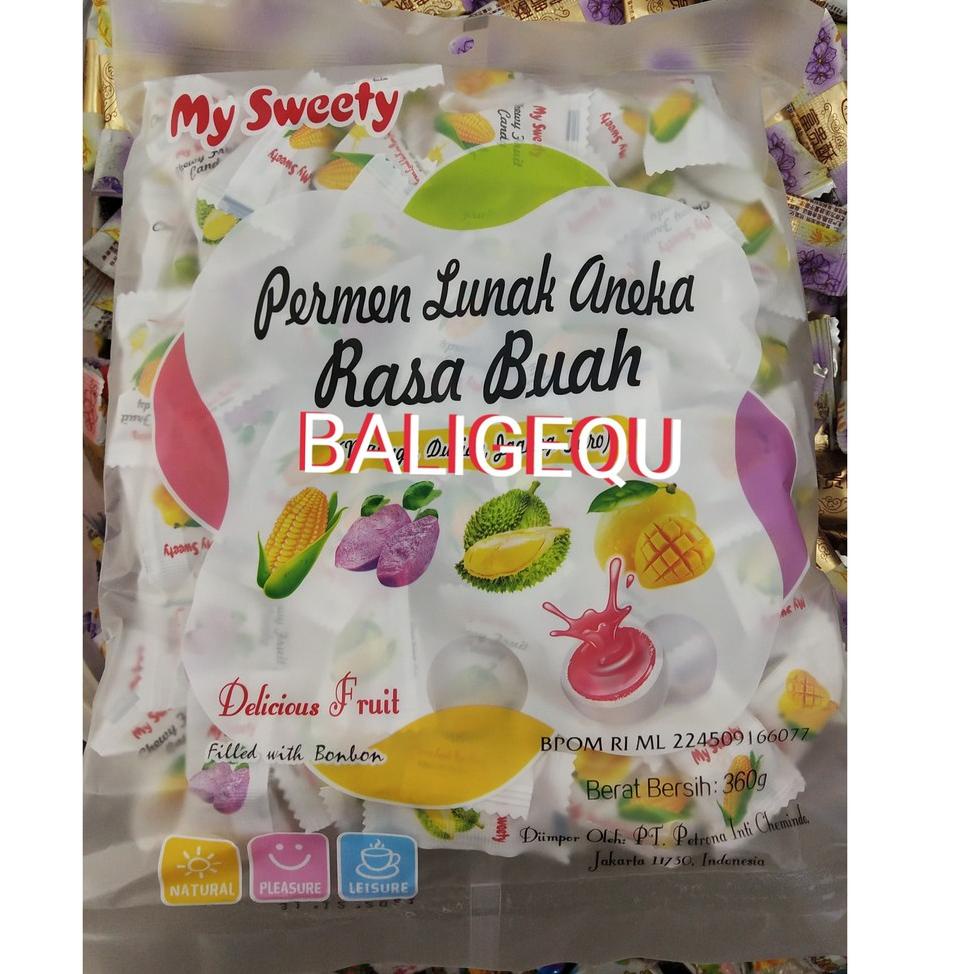 My Sweety
Permen Lunak Aneka
Rasa Buah
BALIGEQU
Delicious Fruit
Filled with Bonbon
BPOM RI ML 224509166077
Berat Bersih: 360g
Diimpor Oleh: PT. Petrona Inti Chemindo,
Jakarta 11730, Indonesia
NATURAL
PLEASURE
LEISURE